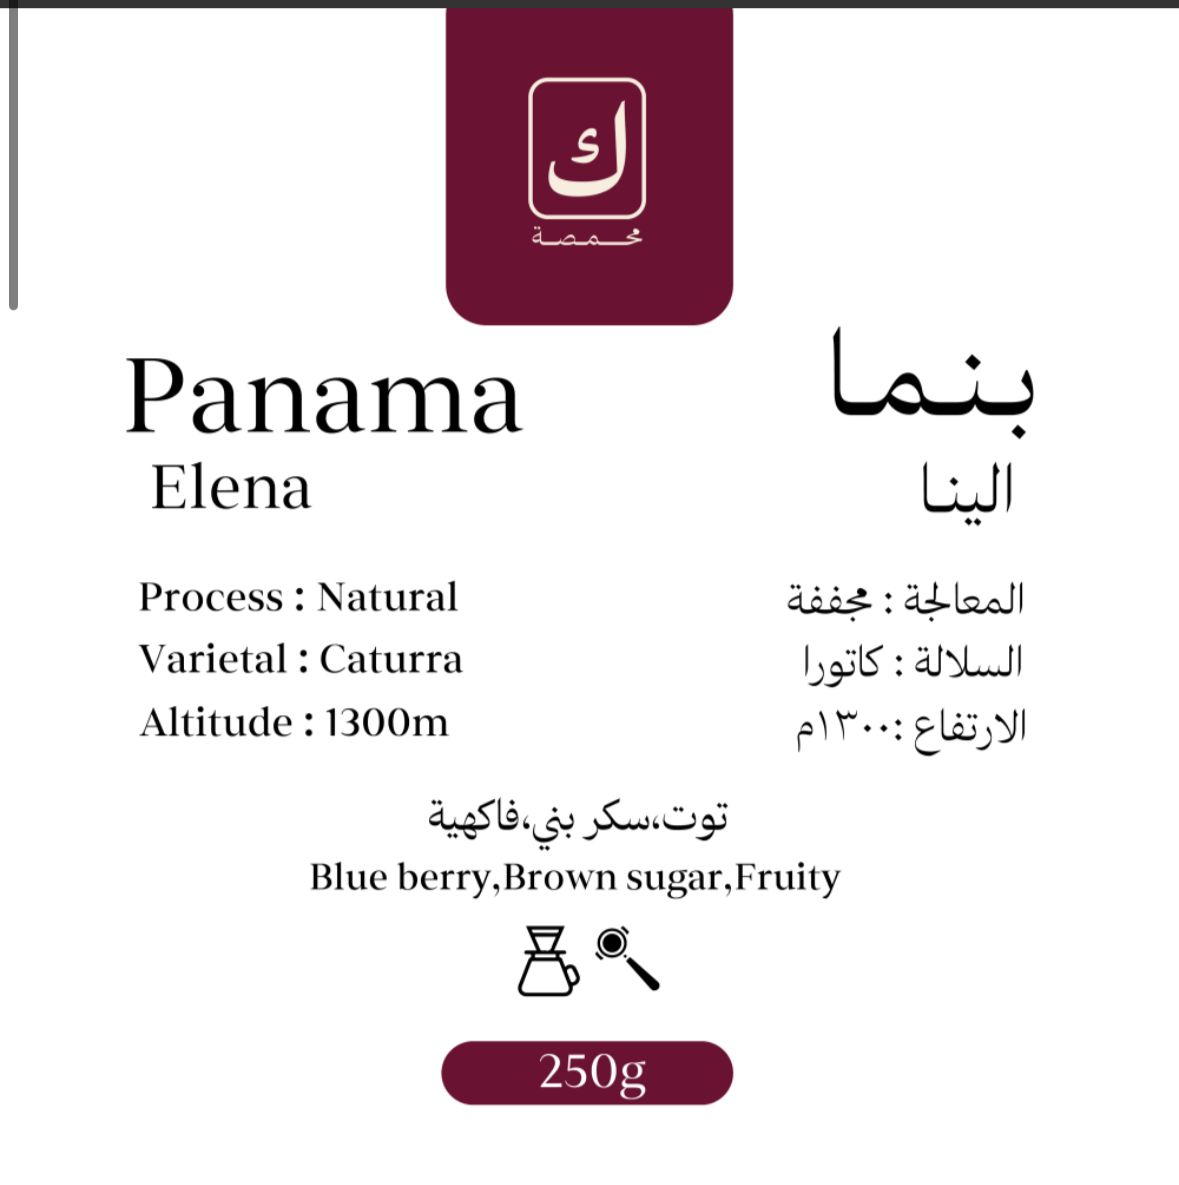 ك
محمصة
Panama
بنما
Elena
الينا
Process : Natural
المعالجة : مجففة
Varietal : Caturra
السلالة : كاتورا
Altitude : 1300m
الارتفاع :١٣٠٠م
توت،سكر بني،فاكهية
Blue berry,Brown sugar,Fruity
250g